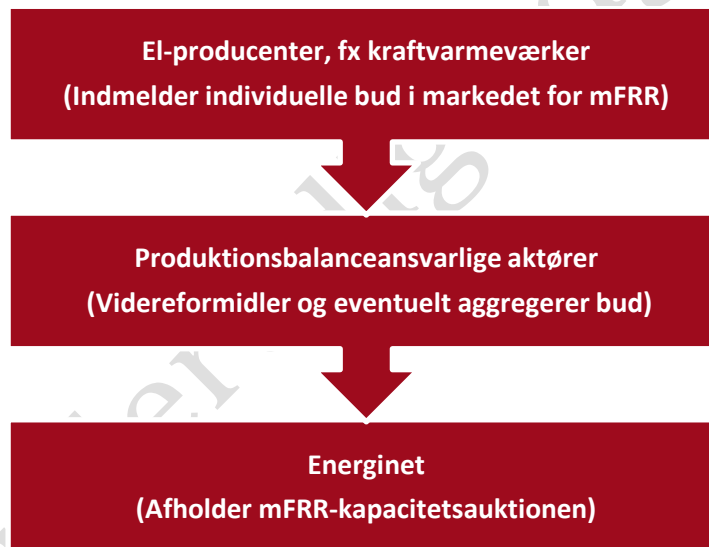 El-producenter, fx kraftvarmeværker
(Indmelder individuelle bud i markedet for mFRR)
Produktionsbalanceansvarlige aktører
(Videreformidler og eventuelt aggregerer bud)
Energinet
(Afholder mFRR-kapacitetsauktionen)